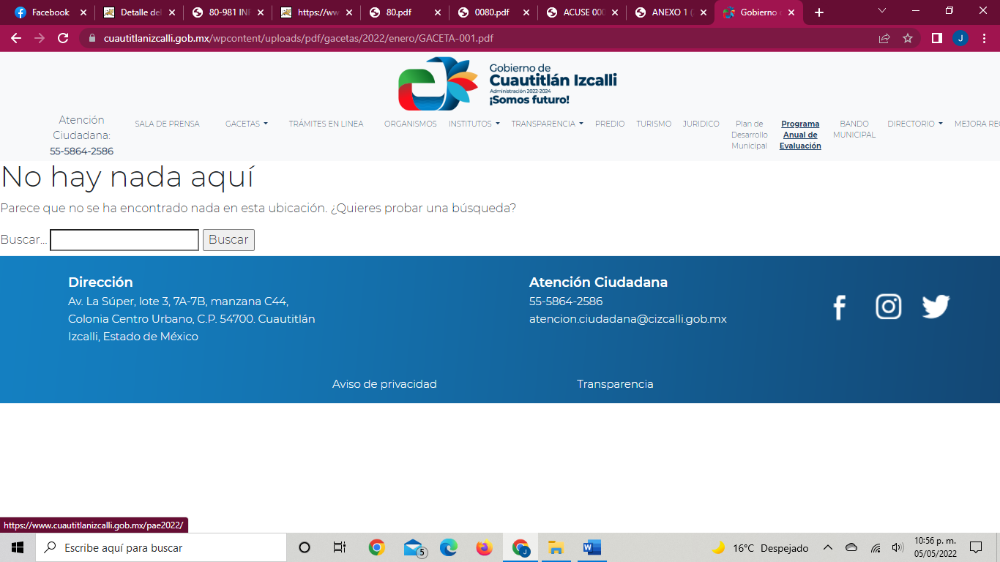 Facebook
Detalle del
80-981 INF
https://ww
80.pdf
0080.pdf
ACUSE 000
ANEXO 1 (
Gobierno d
cuautitlanizcalli.gob.mx/wpcontent/uploads/pdf/gacetas/2022/enero/GACETA-001.pdf
J
Gobierno de
Cuautitlán Izcalli
Administración 2022-2024
¡Somos futuro!
Atención
Ciudadana:
55-5864-2586
SALA DE PRENSA
GACETAS
TRÁMITES EN LINEA
ORGANISMOS
INSTITUTOS
TRANSPARENCIA
PREDIO
TURISMO
JURIDICO
Plan de
Desarrollo
Municipal
Programa
Anual de
Evaluación
BANDO
MUNICIPAL
DIRECTORIO
MEJORA REG
No hay nada aquí
Parece que no se ha encontrado nada en esta ubicación. ¿Quieres probar una búsqueda?
Buscar... Buscar
Dirección
Av. La Súper, lote 3, 7A-7B, manzana C44,
Colonia Centro Urbano, C.P. 54700. Cuautitlán
Izcalli, Estado de México
Atención Ciudadana
55-5864-2586
atencion.ciudadana@cizcalli.gob.mx
Aviso de privacidad
Transparencia
https://www.cuautitlanizcalli.gob.mx/pae2022/
Escribe aquí para buscar
5
J
16°C Despejado
10:56 p. m.
05/05/2022